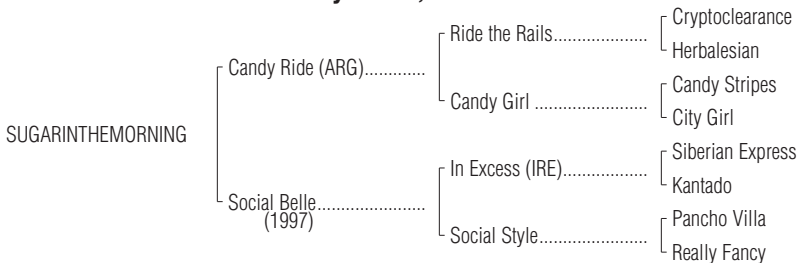 Cryptoclearance
Ride the Rails....................
Herbalesian
Candy Ride (ARG).............
Candy Stripes
Candy Girl ........................
City Girl
SUGARINTHEMORNING
Siberian Express
In Excess (IRE)..................
Kantado
Social Belle.......................
(1997)
Pancho Villa
Social Style.......................
Really Fancy